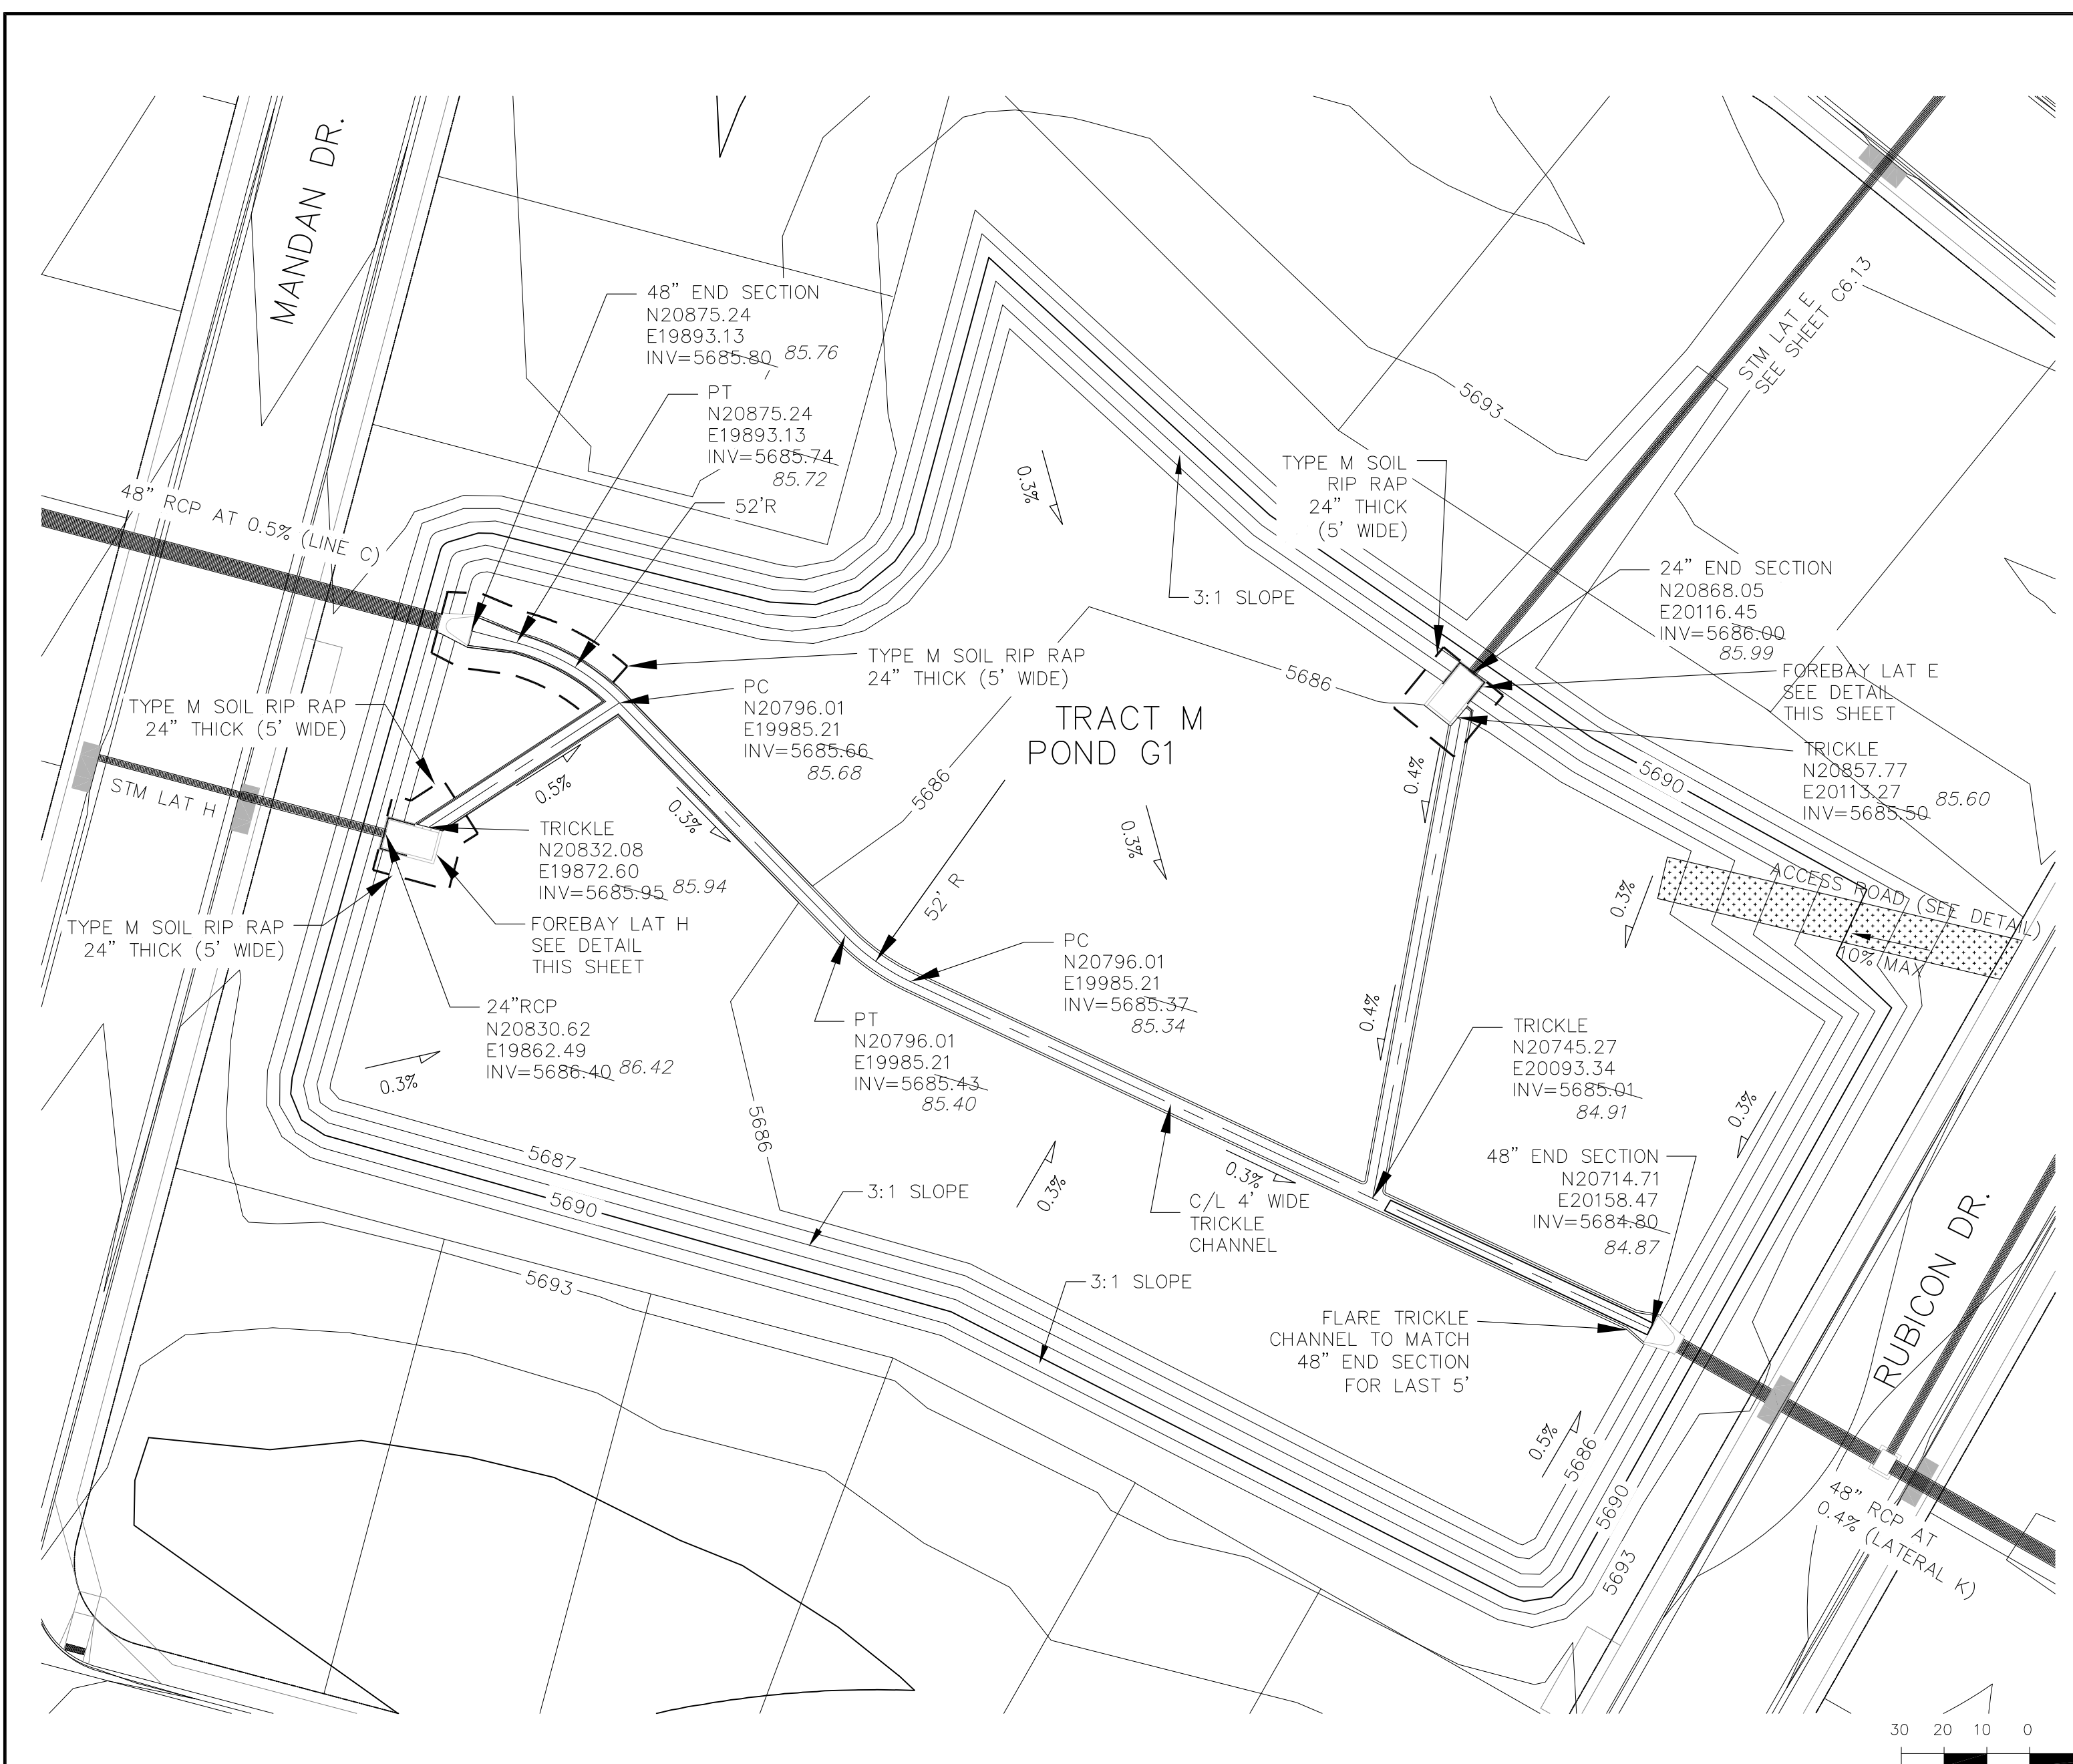 MANDAN DR.
48" END SECTION
N20875.24
E19893.13
INV=5685.80 85.76
PT
N20875.24
E19893.13
INV=5685.74
85.72
52'R
48" RCP AT 0.5% (LINE C)
0.3%
5693
STM LAT E
SEE SHEET C6.13
TYPE M SOIL
RIP RAP
24" THICK
(5' WIDE)
3:1 SLOPE
24" END SECTION
N20868.05
E20116.45
INV=5686.00
85.99
FOREBAY LAT E
SEE DETAIL
THIS SHEET
TRICKLE
N20857.77
E20113.27
INV=5685.50 85.60
5686
5690
TYPE M SOIL RIP RAP
24" THICK (5' WIDE)
TYPE M SOIL RIP RAP
24" THICK (5' WIDE)
PC
N20796.01
E19985.21
INV=5685.66
85.68
TRACT M
POND G1
5686
0.5%
0.3%
0.3%
0.4%
STM LAT H
TRICKLE
N20832.08
E19872.60
INV=5685.95 85.94
TYPE M SOIL RIP RAP
24" THICK (5' WIDE)
FOREBAY LAT H
SEE DETAIL
THIS SHEET
52' R
0.3%
ACCESS ROAD (SEE DETAIL)
10% MAX
PC
N20796.01
E19985.21
INV=5685.37
85.34
24"RCP
N20830.62
E19862.49
INV=5686.40 86.42
0.3%
PT
N20796.01
E19985.21
INV=5685.43
85.40
0.4%
TRICKLE
N20745.27
E20093.34
INV=5685.01
84.91
0.3%
5686
5687
5690
3:1 SLOPE
5693
0.3%
0.3%
C/L 4' WIDE
TRICKLE
CHANNEL
3:1 SLOPE
48" END SECTION
N20714.71
E20158.47
INV=5684.80
84.87
FLARE TRICKLE
CHANNEL TO MATCH
48" END SECTION
FOR LAST 5'
RUBICON DR.
0.5%
5686
5690
5693
48" RCP AT
0.4% (LATERAL K)
30 20 10 0